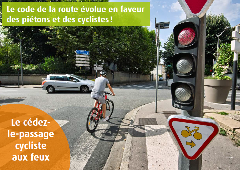 Le code de la route évolue en faveur
des piétons et des cyclistes !
Le cédez-
le-passage
cycliste
aux feux